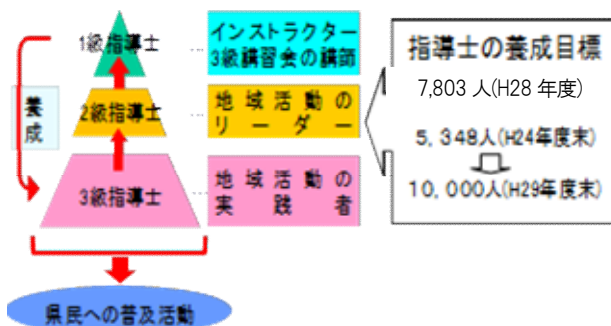 1級指導士
インストラクター
3級講習会の講師
養成
2級指導士
地域活動の
リーダー
3級指導士
地域活動の
実践者
県民への普及活動
指導士の養成目標
7,803 人(H28 年度)
5,348人(H24年度末)
10,000人(H29年度末)